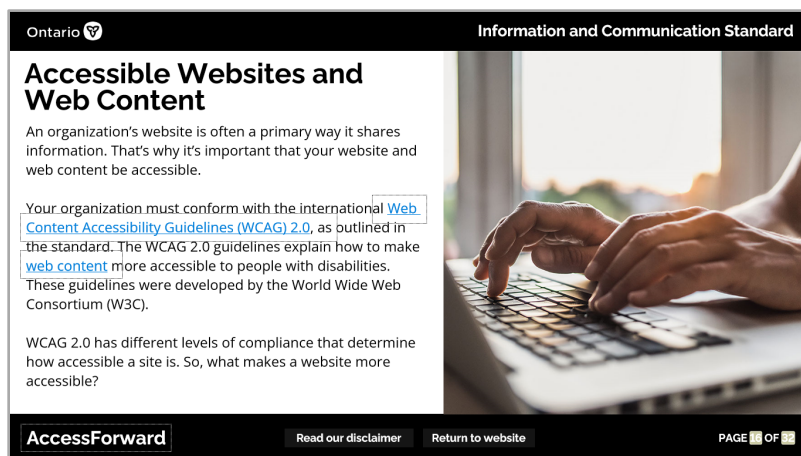 Ontario
Information and Communication Standard
Accessible Websites and
Web Content
An organization's website is often a primary way it shares
information. That's why it's important that your website and
web content be accessible.
Your organization must conform with the international Web
Content Accessibility Guidelines (WCAG) 2.0, as outlined in
the standard. The WCAG 2.0 guidelines explain how to make
web content more accessible to people with disabilities.
These guidelines were developed by the World Wide Web
Consortium (W3C).
WCAG 2.0 has different levels of compliance that determine
how accessible a site is. So, what makes a website more
accessible?
AccessForward
Read our disclaimer
Return to website
PAGE 16 OF 32